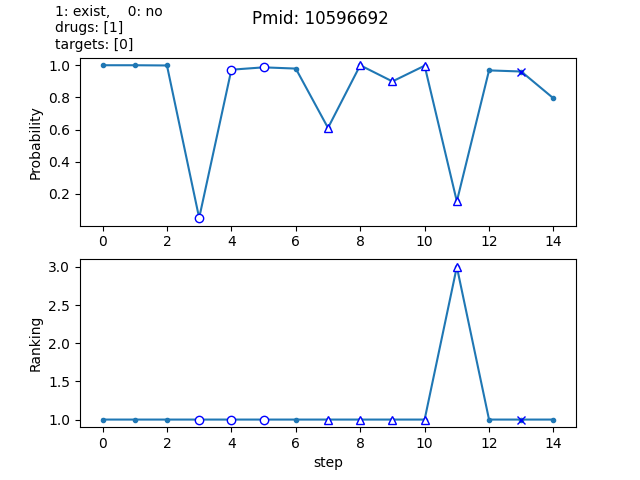 1: exist,    0: no
drugs: [1]
targets: [0]
Pmid: 10596692
Probability
1.0
0.8
0.6
0.4
0.2
0 2 4 6 8 10 12 14
Ranking
3.0
2.5
2.0
1.5
1.0
0 2 4 6 8 10 12 14
step